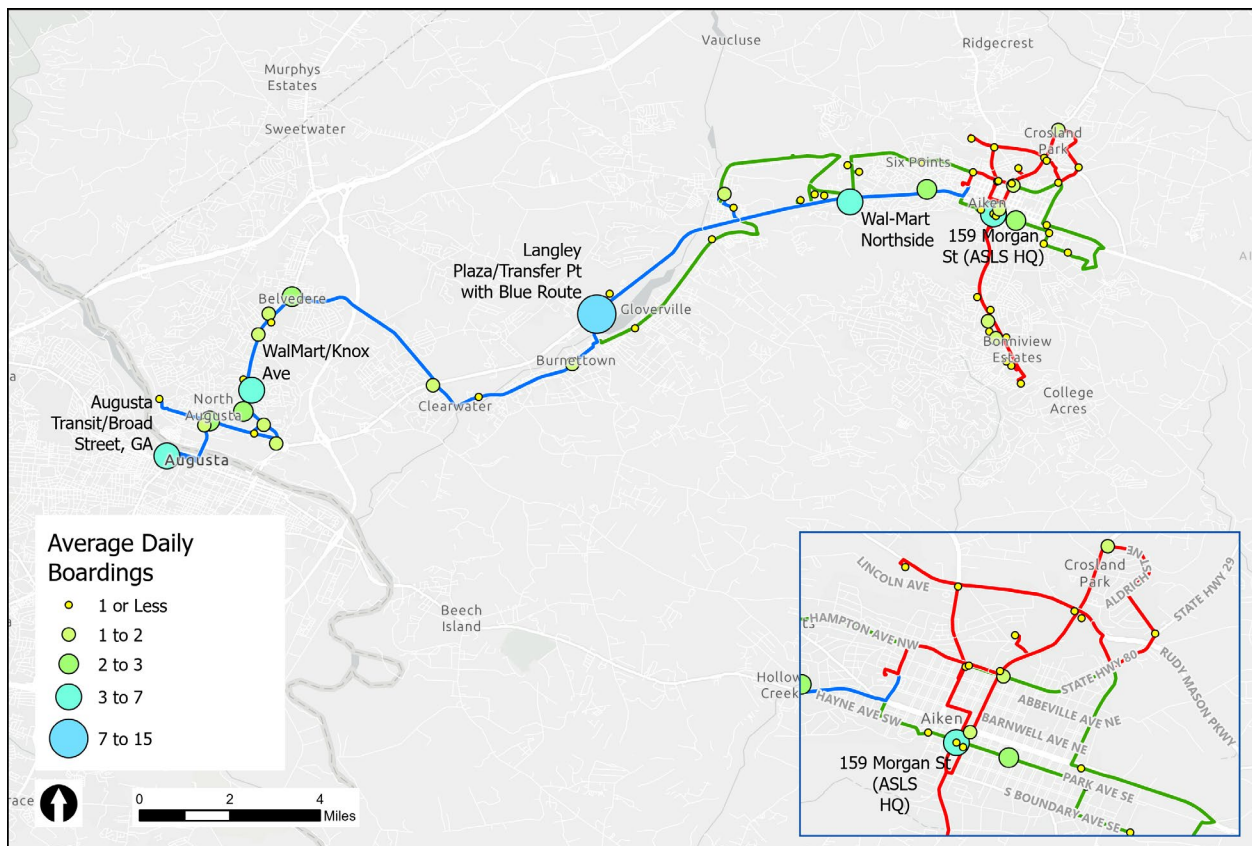 Vaucluse
Ridgecrest
Murphys
Estates
Sweetwater
Crosland
Park
Six Points
Aiken
Wal-Mart
Northside
159 Morgan
St (ASLS HQ)
Langley
Plaza/Transfer Pt
with Blue Route
Gloverville
Belvedere
WalMart/Knox
Ave
Burnettown
Bonniview
Estates
College
Acres
Clearwater
North
Augusta
Augusta
Transit/Broad
Street, GA
Augusta
Average Daily
Boardings
1 or Less
1 to 2
2 to 3
3 to 7
7 to 15
0
2
4
Miles
Beech
Island
Hollow
Creek
LINCOLN AVE
Crosland
Park
ALDRICH
ST NE
STATE HWY 29
HAMPTON AVE NW
STATE HWY 80
RUDY MASON PKWY
ABBEVILLE AVE NE
HAYNE AVE SW
Aiken
BARNWELL AVE NE
159 Morgan St
(ASLS
HQ)
PARK AVE SE
S BOUNDARY AVE SE